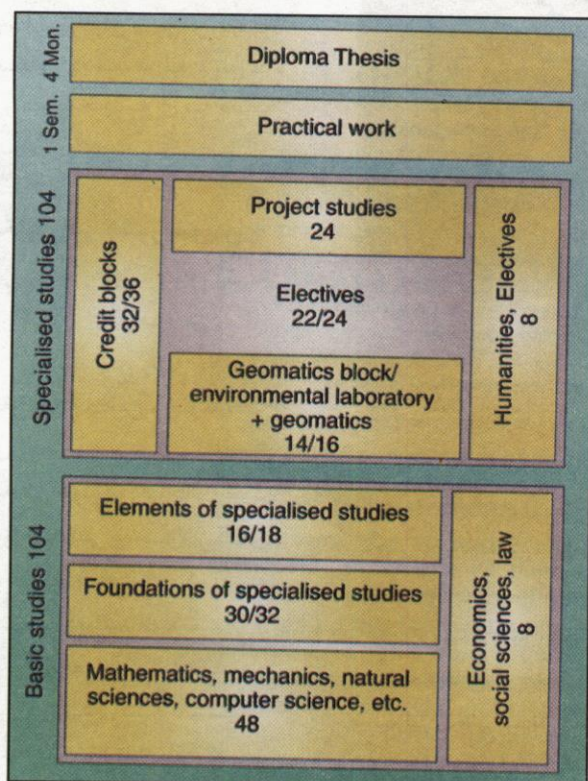 4 Mon.
Diploma Thesis
1 Sem.
Practical work
Specialised studies 104
Credit blocks
32/36
Project studies
24
Electives
22/24
Geomatics block/
environmental laboratory
+ geomatics
14/16
Humanities, Electives
8
Basic studies 104
Elements of specialised studies
16/18
Foundations of specialised studies
30/32
Mathematics, mechanics, natural
sciences, computer science, etc.
48
Economics,
social sciences, law
8